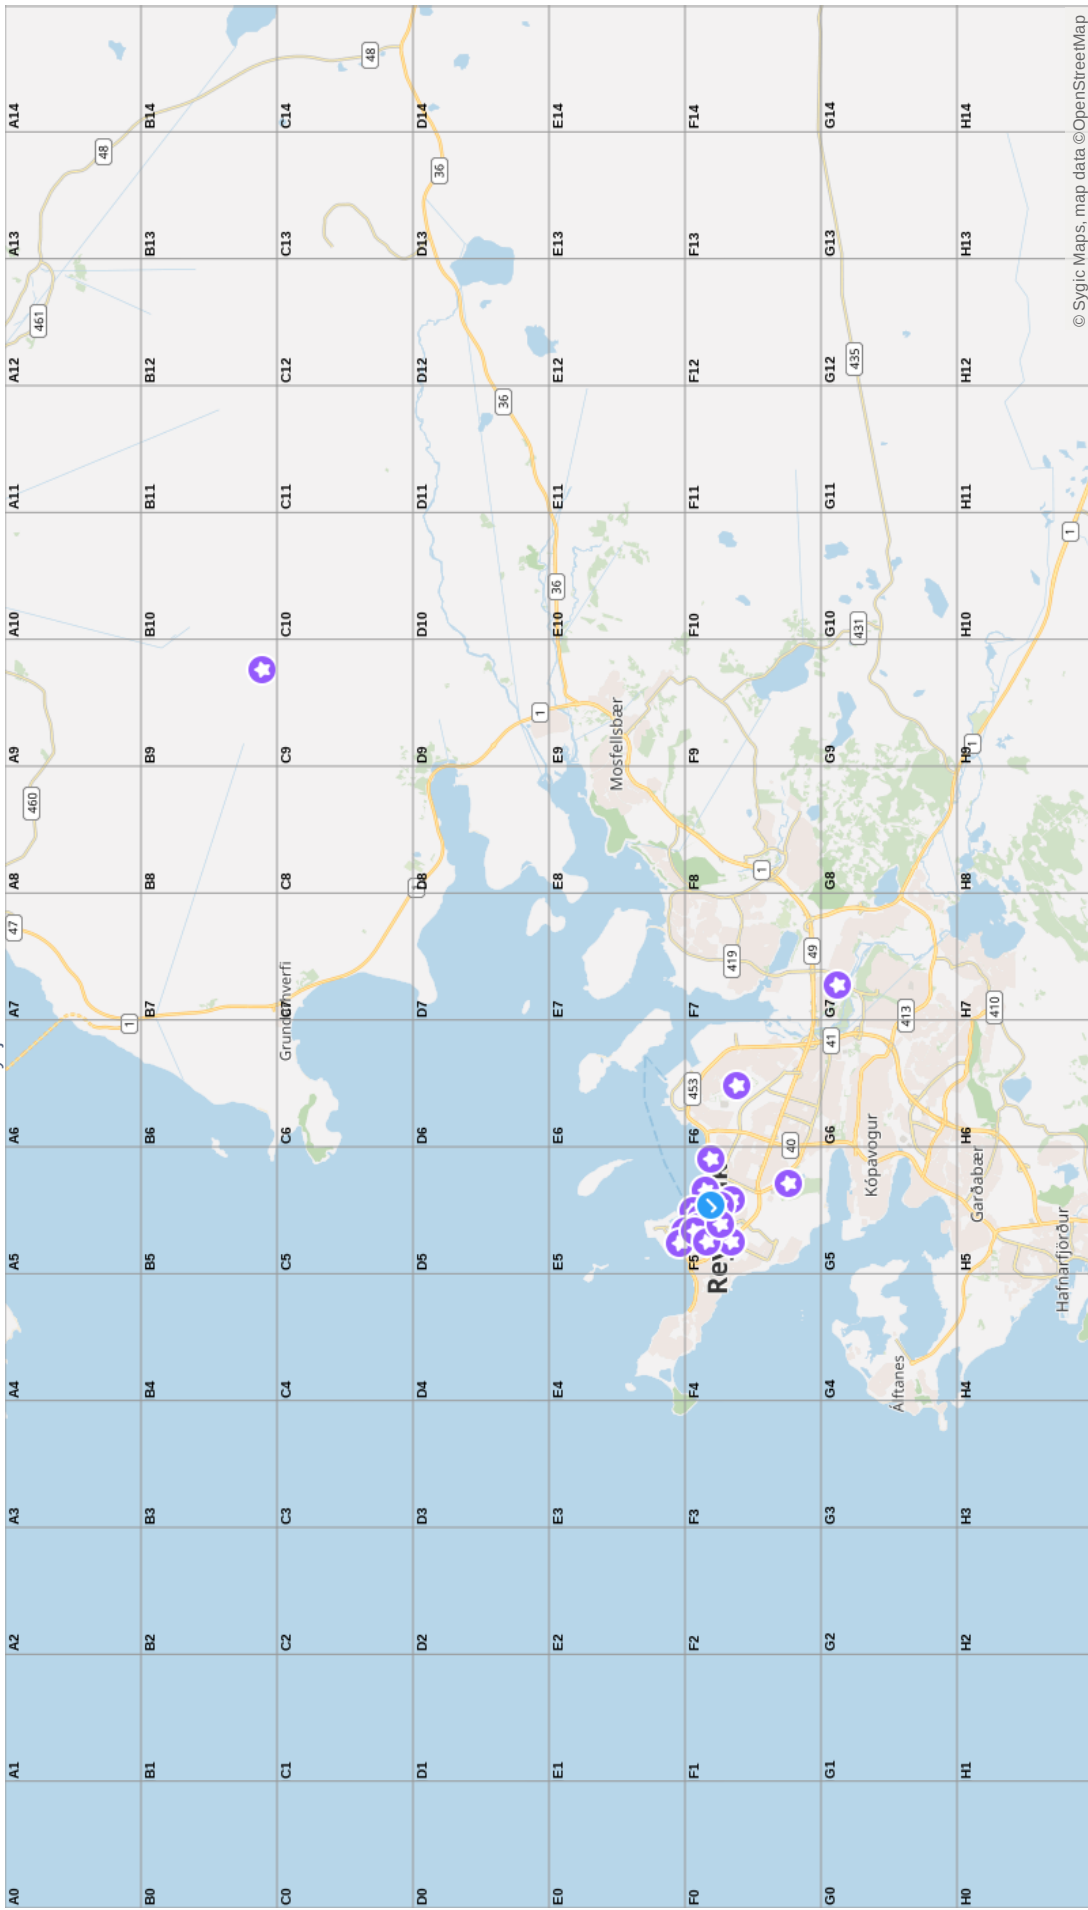 A0 A1 A2 A3 A4 A5 A6 A7 A8 A9 A10 A11 A12 A13 A14
47
460
461
48
1
B0 B1 B2 B3 B4 B5 B6 B7 B8 B9 B10 B11 B12 B13 B14
C0 C1 C2 C3 C4 C5 C6 C7 C8 C9 C10 C11 C12 C13 C14
48
D0 D1 D2 D3 D4 D5 D6 D7 D8 D9 D10 D11 D12 D13 D14
36
36
1
E0 E1 E2 E3 E4 E5 E6 E7 E8 E9 E10 E11 E12 E13 E14
36
Mosfellsbær
F0 F1 F2 F3 F4 F5 F6 F7 F8 F9 F10 F11 F12 F13 F14
453
419
1
40
49
G0 G1 G2 G3 G4 G5 G6 G7 G8 G9 G10 G11 G12 G13 G14
41
431
435
Kópavogur
Álftanes
413
H0 H1 H2 H3 H4 H5 H6 H7 H8 H9 H10 H11 H12 H13 H14
1
Garðabær
410
Hafnarfjörður
1
© Sygic Maps, map data ©OpenStreetMap